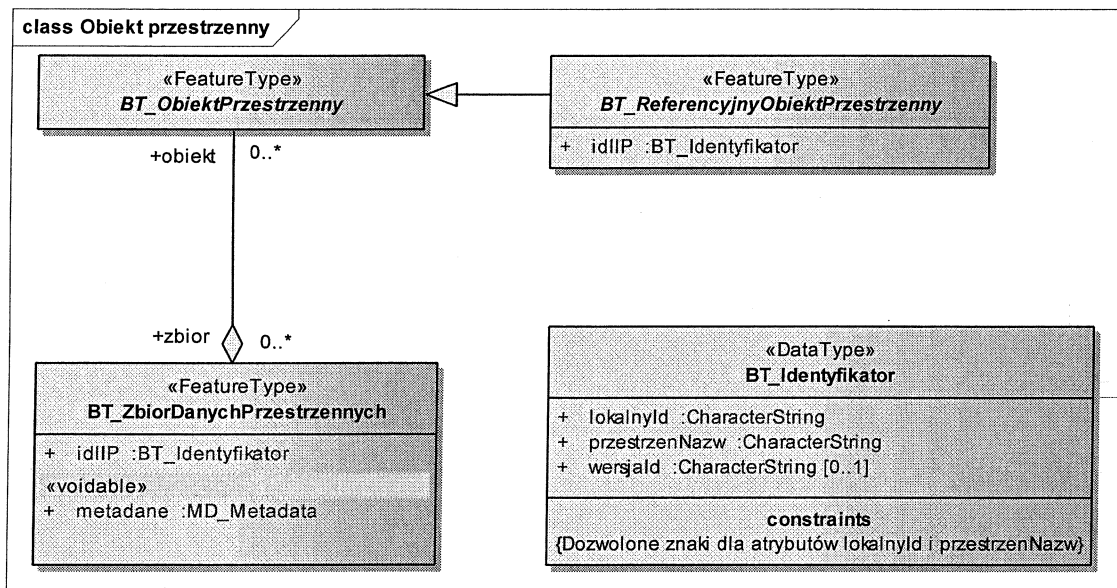 class Obiekt przestrzenny
«FeatureType»
BT_ObiektPrzestrzenny
«FeatureType»
BT_ReferencyjnyObiektPrzestrzenny
+ idIIP :BT_Identyfikator
+obiekt 0..*
+zbior 0..*
«FeatureType»
BT_ZbiorDanychPrzestrzennych
+ idIIP :BT_Identyfikator
«voidable»
+ metadane :MD_Metadata
«DataType»
BT_Identyfikator
+ lokalnyId :CharacterString
+ przestrzenNazw :CharacterString
+ wersjaId :CharacterString [0..1]
constraints
{Dozwolone znaki dla atrybutów lokalnyId i przestrzenNazw}